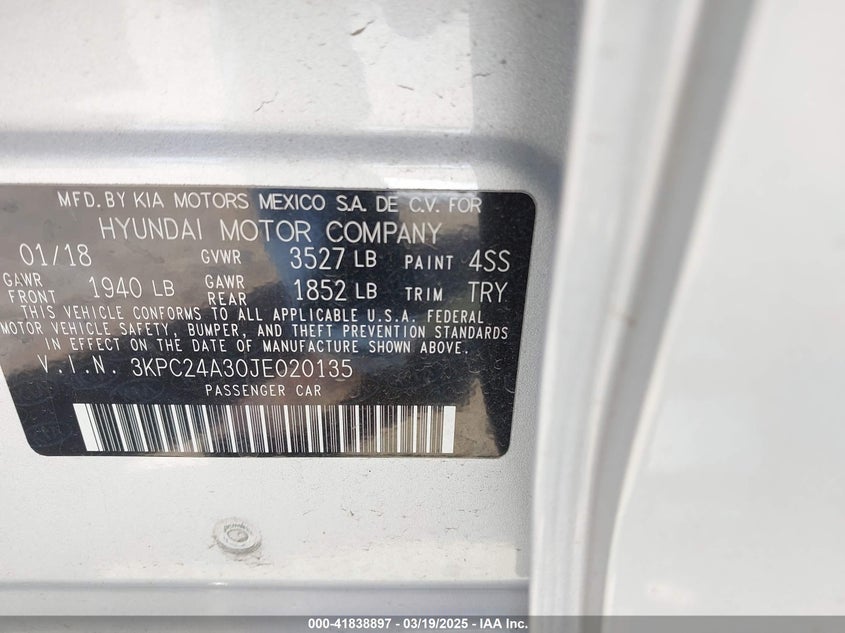 MFD. BY KIA MOTORS MEXICO S.A. DE C.V. FOR
HYUNDAI MOTOR COMPANY
01/18 GVWR 3527 LB PAINT 4SS
GAWR FRONT 1940 LB GAWR REAR 1852 LB TRIM TRY
THIS VEHICLE CONFORMS TO ALL APPLICABLE U.S.A. FEDERAL
MOTOR VEHICLE SAFETY, BUMPER, AND THEFT PREVENTION STANDARDS
IN EFFECT ON THE DATE OF MANUFACTURE SHOWN ABOVE.
V.I.N. 3KPC24A30JE020135
PASSENGER CAR
000-41838897 - 03/19/2025 - IAA Inc.